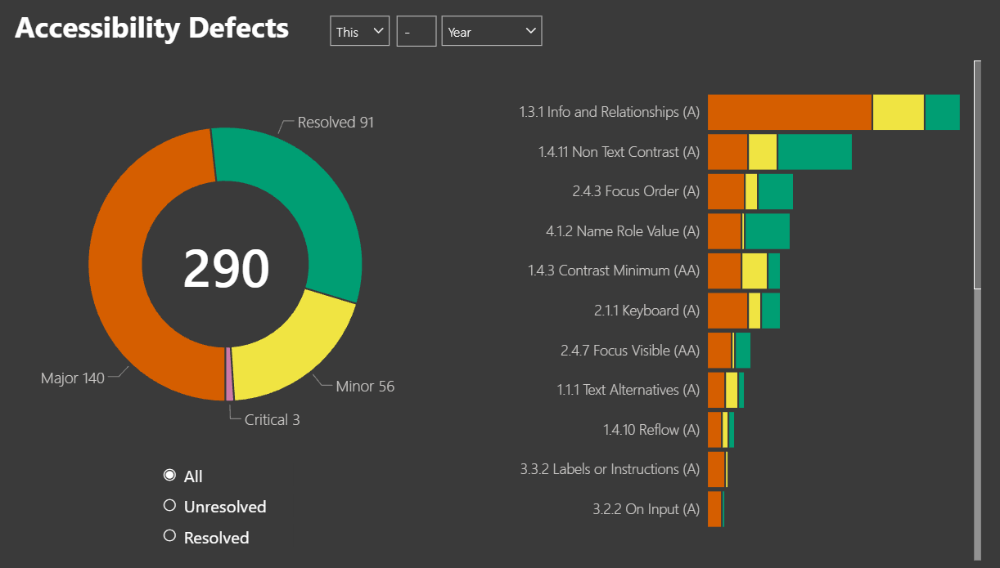 Accessibility Defects
This
-
Year
Resolved 91
290
Major 140
Minor 56
Critical 3
All
Unresolved
Resolved
1.3.1 Info and Relationships (A)
1.4.11 Non Text Contrast (A)
2.4.3 Focus Order (A)
4.1.2 Name Role Value (A)
1.4.3 Contrast Minimum (AA)
2.1.1 Keyboard (A)
2.4.7 Focus Visible (AA)
1.1.1 Text Alternatives (A)
1.4.10 Reflow (A)
3.3.2 Labels or Instructions (A)
3.2.2 On Input (A)